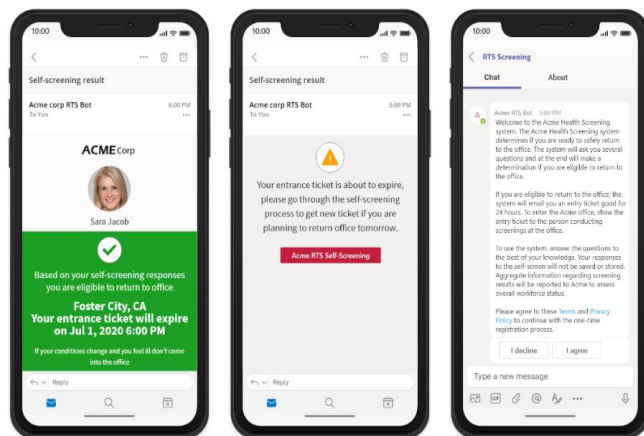 10:00
Self-screening result
Acme corp RTS Bot 6:00 PM
To You
ACME Corp
Sara Jacob
Based on your self-screening responses
you are eligible to return to office
Foster City, CA
Your entrance ticket will expire
on Jul 1, 2020 6:00 PM
If your conditions change and you feel ill don't come
into the office
Reply
10:00
Self-screening result
Acme corp RTS Bot 5:00 PM
To You
Your entrance ticket is about to expire,
please go through the self-screening
process to get new ticket if you are
planning to return office tomorrow.
Acme RTS Self-Screening
Reply
10:00
RTS Screening
Chat About
A
Acme RTS Bot 5:00 PM
Welcome to the Acme Health Screening
system. The Acme Health Screening system
determines if you are ready to safely return
to the office. The system will ask you several
questions and at the end will make a
determination if you are eligible to return to
the office.
If you are eligible to return to the office, the
system will email you an entry ticket good for
24 hours. To enter the Acme office, show the
entry ticket to the person conducting
screenings at the office.
To use the system, answer the questions to
the best of your knowledge. Your responses
to the self-screen will not be saved or stored.
Aggregate information regarding screening
results will be reported to Acme to assess
overall workforce status.
Please agree to these Terms and Privacy
Policy to continue with the one-time
registration process.
I decline I agree
Type a new message
GIF